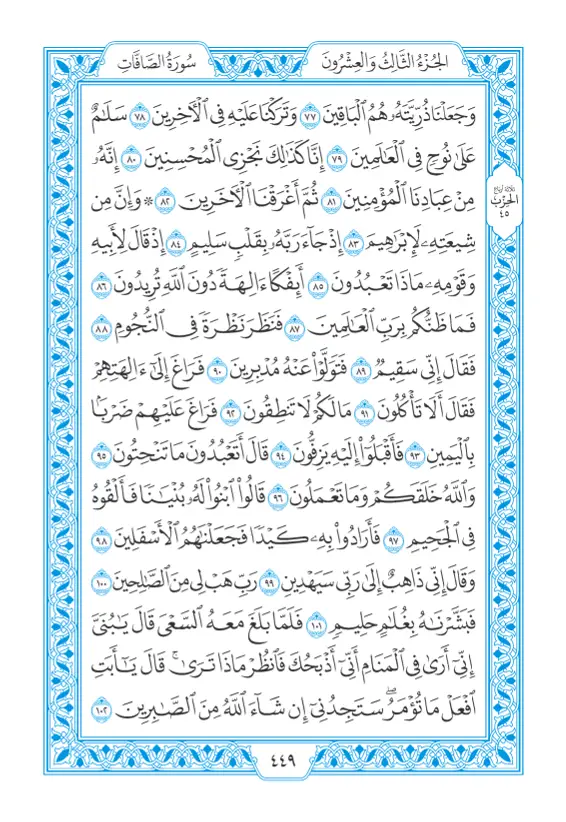 الجُزْءُ الثَّالِثُ وَالعِشْرُونَ
سُورَةُ الصَّافَّاتِ
وَجَعَلْنَا ذُرِّيَّتَهُۥ هُمُ ٱلْبَاقِينَ ٧٧ وَتَرَكْنَا عَلَيْهِ فِى ٱلْءَاخِرِينَ ٧٨ سَلَٰمٌ
عَلَىٰ نُوحٍ فِى ٱلْعَٰلَمِينَ ٧٩ إِنَّا كَذَٰلِكَ نَجْزِى ٱلْمُحْسِنِينَ ٨٠ إِنَّهُۥ
مِنْ عِبَادِنَا ٱلْمُؤْمِنِينَ ٨١ ثُمَّ أَغْرَقْنَا ٱلْءَاخَرِينَ ٨٢ * وَإِنَّ مِن
ثلاثة أرباع
الحِزْب
٤٥
شِيعَتِهِۦ لَإِبْرَٰهِيمَ ٨٣ إِذْ جَآءَ رَبَّهُۥ بِقَلْبٍ سَلِيمٍ ٨٤ إِذْ قَالَ لِأَبِيهِ
وَقَوْمِهِۦ مَاذَا تَعْبُدُونَ ٨٥ أَئِفْكًا ءَالِهَةً دُونَ ٱللَّهِ تُرِيدُونَ ٨٦
فَمَا ظَنُّكُم بِرَبِّ ٱلْعَٰلَمِينَ ٨٧ فَنَظَرَ نَظْرَةً فِى ٱلنُّجُومِ ٨٨
فَقَالَ إِنِّى سَقِيمٌ ٨٩ فَتَوَلَّوْا۟ عَنْهُ مُدْبِرِينَ ٩٠ فَرَاغَ إِلَىٰٓ ءَالِهَتِهِمْ
فَقَالَ أَلَا تَأْكُلُونَ ٩١ مَا لَكُمْ لَا تَنطِقُونَ ٩٢ فَرَاغَ عَلَيْهِمْ ضَرْبًۢا
بِٱلْيَمِينِ ٩٣ فَأَقْبَلُوٓا۟ إِلَيْهِ يَزِفُّونَ ٩٤ قَالَ أَتَعْبُدُونَ مَا تَنْحِتُونَ ٩٥
وَٱللَّهُ خَلَقَكُمْ وَمَا تَعْمَلُونَ ٩٦ قَالُوا۟ ٱبْنُوا۟ لَهُۥ بُنْيَٰنًا فَأَلْقُوهُ
فِى ٱلْجَحِيمِ ٩٧ فَأَرَادُوا۟ بِهِۦ كَيْدًا فَجَعَلْنَٰهُمُ ٱلْأَسْفَلِينَ ٩٨
وَقَالَ إِنِّى ذَاهِبٌ إِلَىٰ رَبِّى سَيَهْدِينِ ٩٩ رَبِّ هَبْ لِى مِنَ ٱلصَّٰلِحِينَ ١٠٠
فَبَشَّرْنَٰهُ بِغُلَٰمٍ حَلِيمٍ ١٠١ فَلَمَّا بَلَغَ مَعَهُ ٱلسَّعْىَ قَالَ يَٰبُنَىَّ
إِنِّىٓ أَرَىٰ فِى ٱلْمَنَامِ أَنِّىٓ أَذْبَحُكَ فَٱنظُرْ مَاذَا تَرَىٰ ۚ قَالَ يَٰٓأَبَتِ
ٱفْعَلْ مَا تُؤْمَرُ ۖ سَتَجِدُنِىٓ إِن شَآءَ ٱللَّهُ مِنَ ٱلصَّٰبِرِينَ ١٠٢
٤٤٩